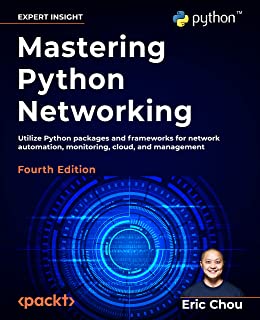 EXPERT INSIGHT
python™
Mastering
Python
Networking
Utilize Python packages and frameworks for network
automation, monitoring, cloud, and management
Fourth Edition
<packt>
Eric Chou